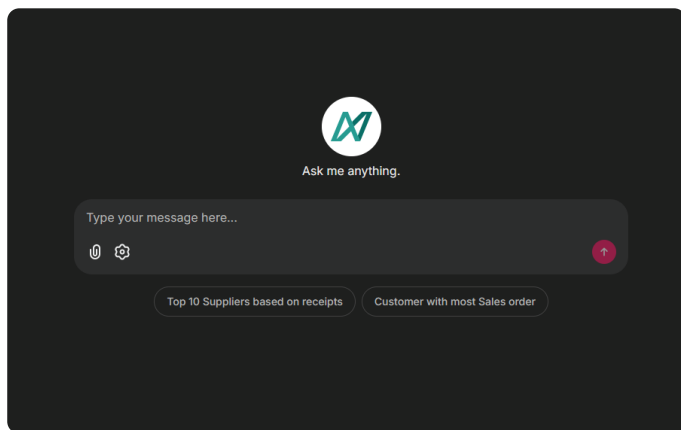 Ask me anything.
Type your message here...
Top 10 Suppliers based on receipts
Customer with most Sales order